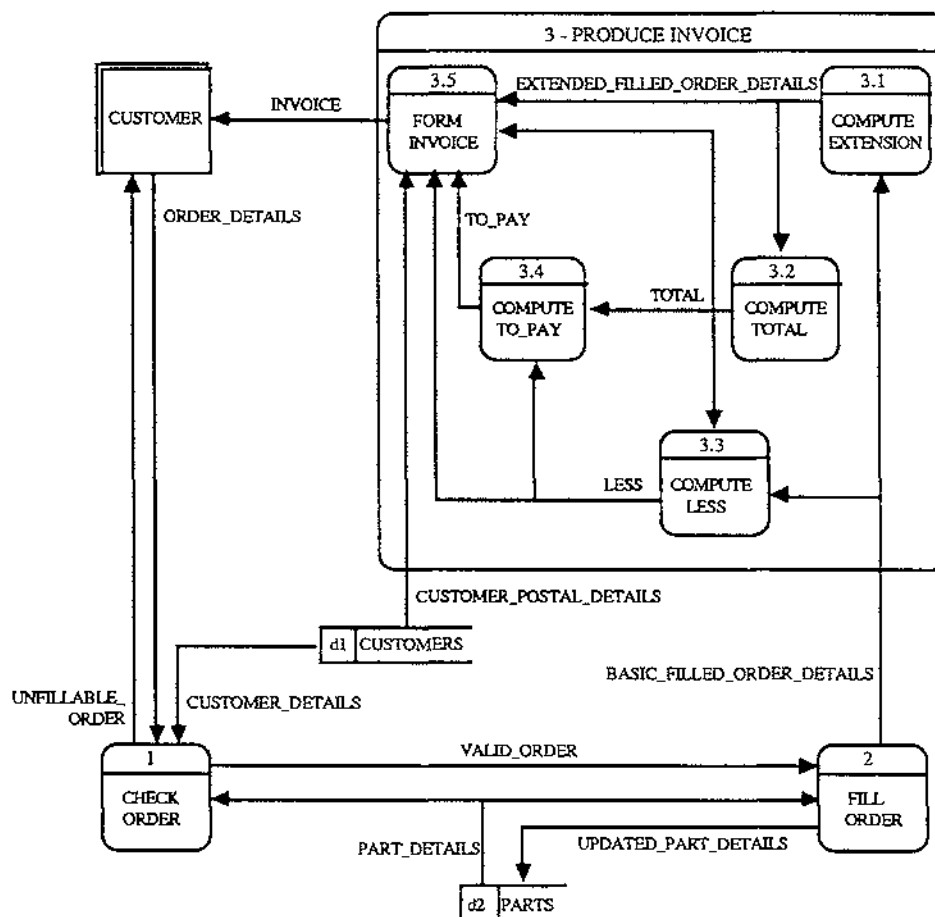 3 - PRODUCE INVOICE
3.5
FORM
INVOICE
EXTENDED_FILLED_ORDER_DETAILS
3.1
COMPUTE
EXTENSION
CUSTOMER
INVOICE
ORDER_DETAILS
TO_PAY
3.4
COMPUTE
TO_PAY
TOTAL
3.2
COMPUTE
TOTAL
3.3
COMPUTE
LESS
LESS
CUSTOMER_POSTAL_DETAILS
d1 CUSTOMERS
UNFILLABLE_
ORDER
CUSTOMER_DETAILS
BASIC_FILLED_ORDER_DETAILS
1
CHECK
ORDER
VALID_ORDER
2
FILL
ORDER
PART_DETAILS
UPDATED_PART_DETAILS
d2 PARTS